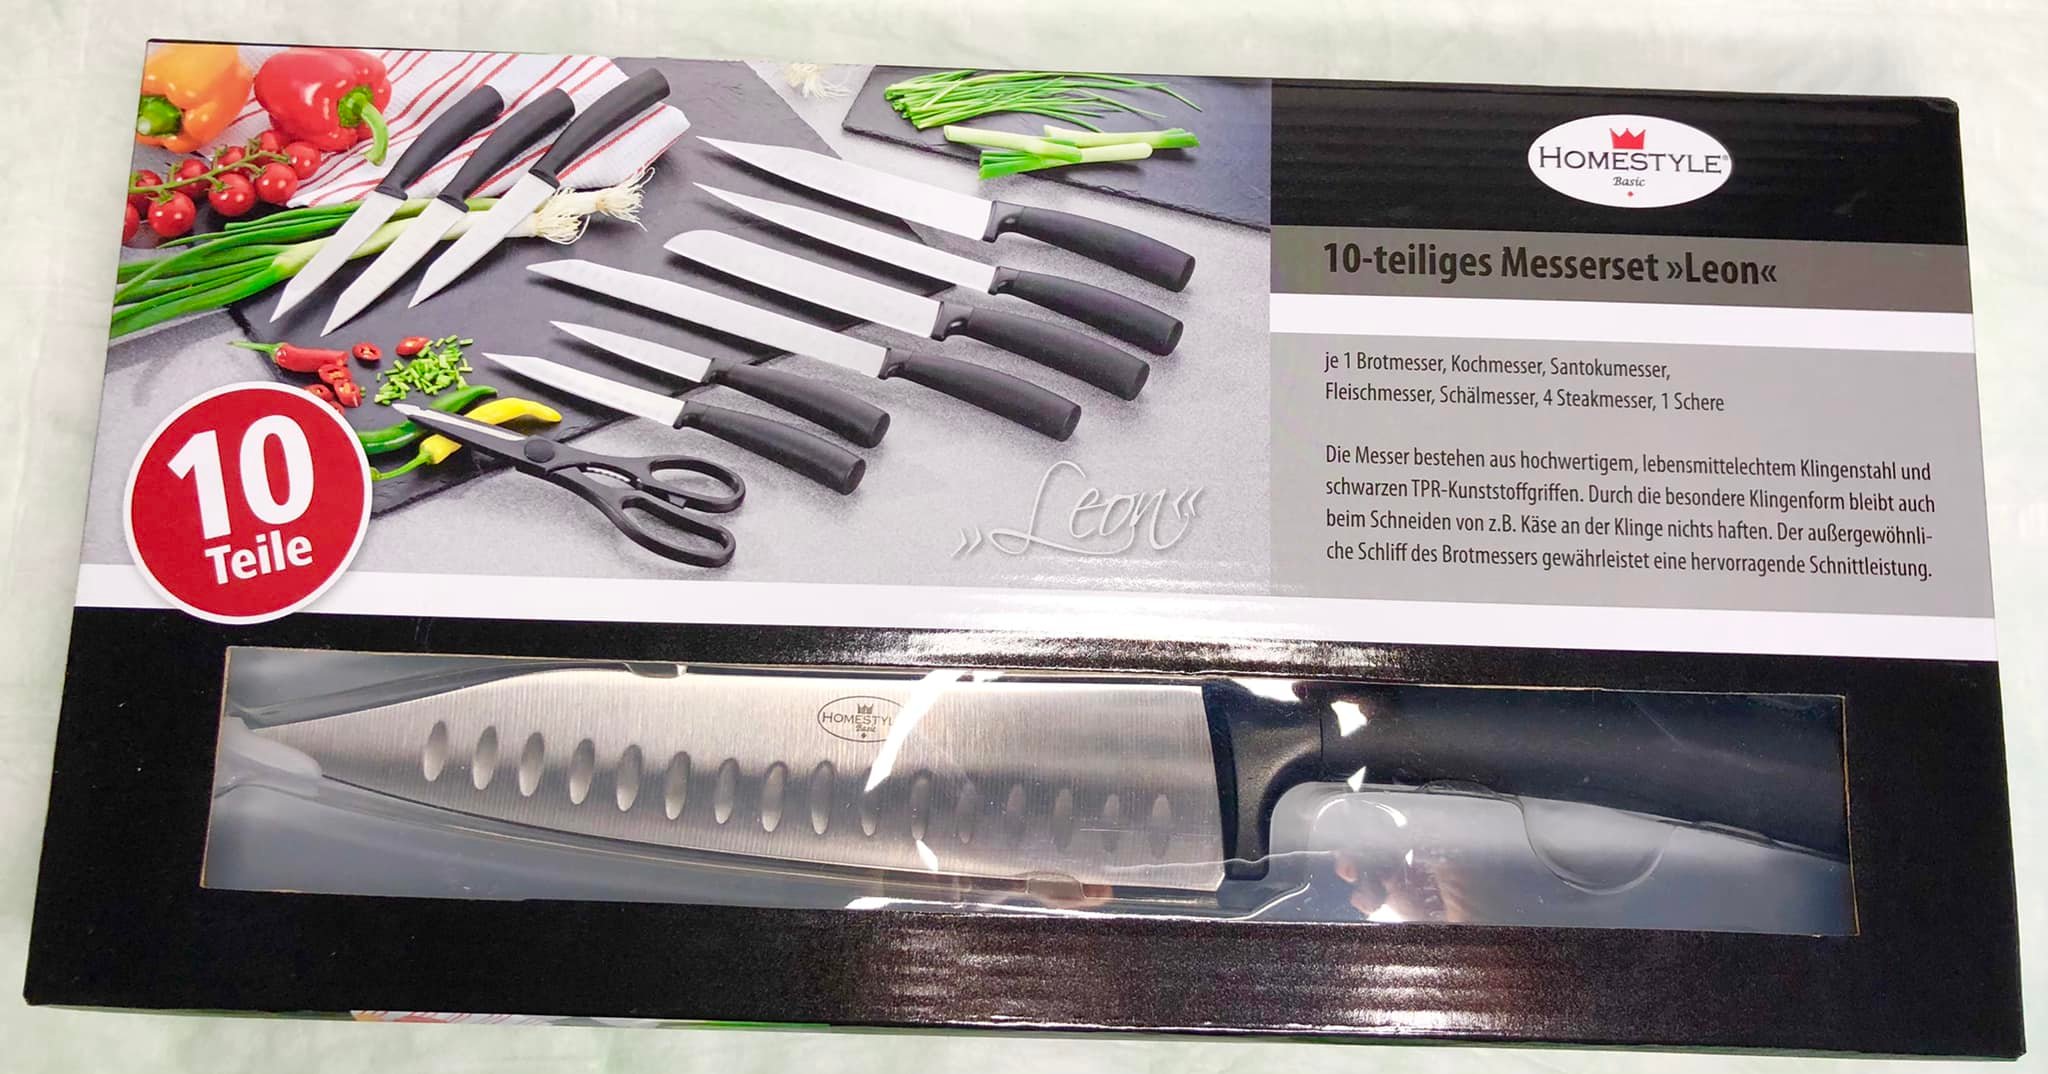 HOMESTYLE®
Basic
10-teiliges Messerset »Leon«
je 1 Brotmesser, Kochmesser, Santokumesser,
Fleischmesser, Schälmesser, 4 Steakmesser, 1 Schere
Die Messer bestehen aus hochwertigem, lebensmittelechtem Klingenstahl und
schwarzen TPR-Kunststoffgriffen. Durch die besondere Klingenform bleibt auch
beim Schneiden von z.B. Käse an der Klinge nichts haften. Der außergewöhnli-
che Schliff des Brotmessers gewährleistet eine hervorragende Schnittleistung.
10
Teile
„Leon“
HOMESTYL
Basic